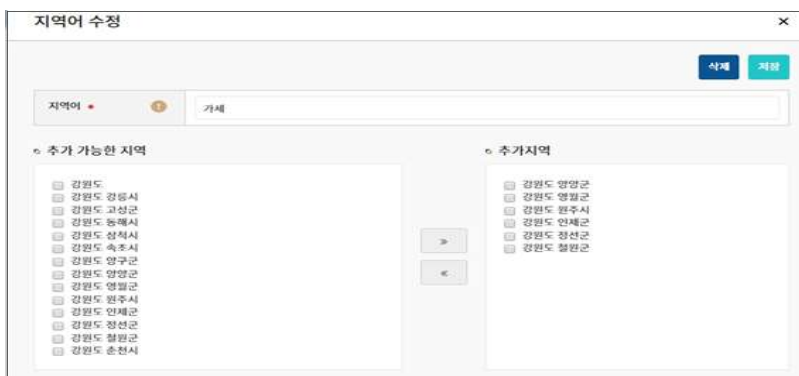 지역어 수정
×
삭제 저장
지역어 • ! 가세
추가 가능한 지역
강원도
강원도 강릉시
강원도 고성군
강원도 동해시
강원도 삼척시
강원도 속초시
강원도 양구군
강원도 양양군
강원도 영월군
강원도 원주시
강원도 인제군
강원도 정선군
강원도 철원군
강원도 춘천시
»
«
추가지역
강원도 양양군
강원도 영월군
강원도 원주시
강원도 인제군
강원도 정선군
강원도 철원군